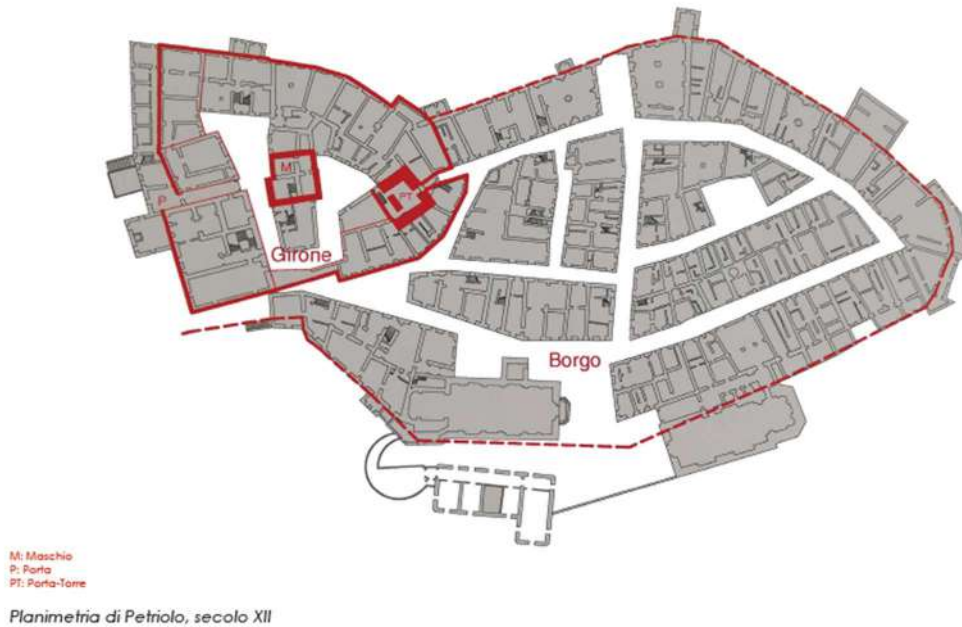 M
P
PT
Girone
Borgo
M: Maschio
P: Porta
PT: Porta-Torre
Planimetria di Petriolo, secolo XII